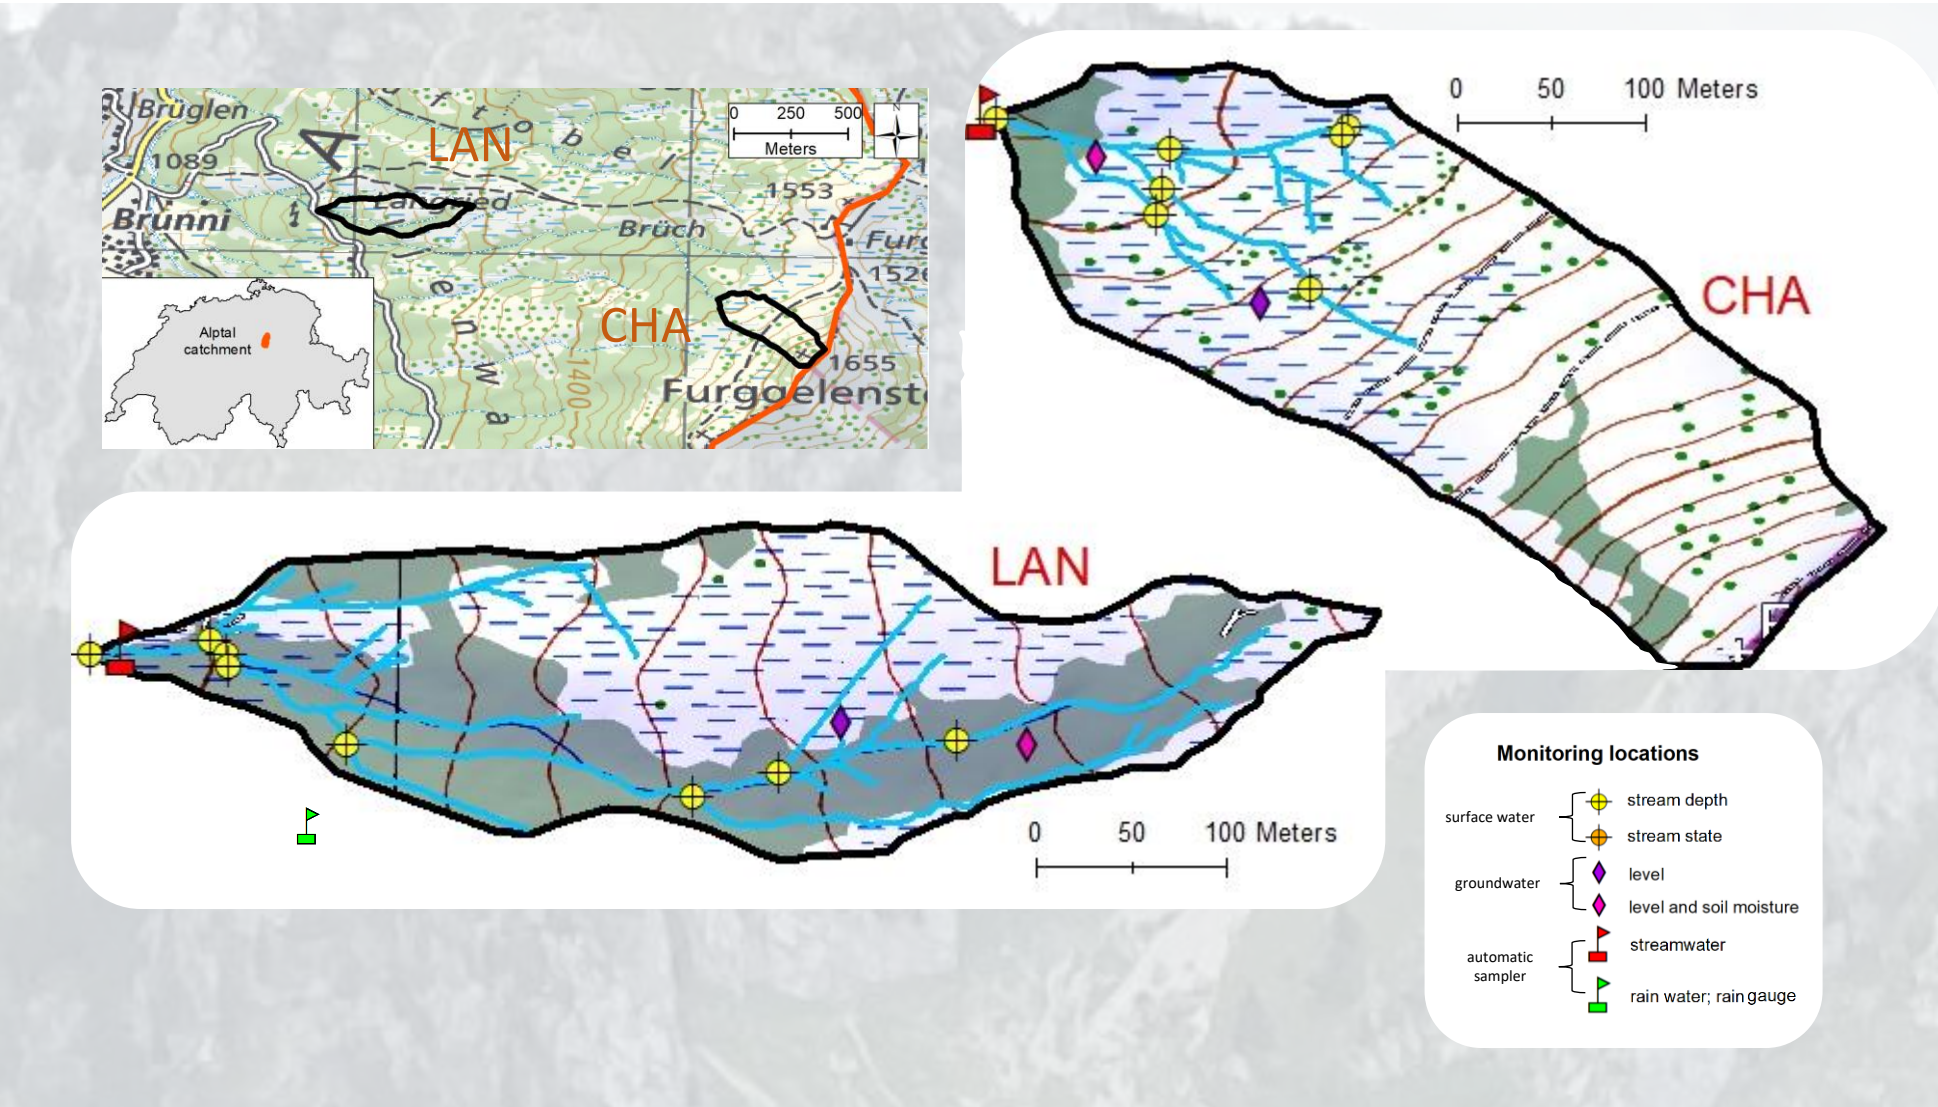 Brüglen
1089
Brunni
LAN
f t o b e l
A
1553
Bruch
1526
e n w a
CHA
1400
1655
0 250 500
Meters
N
Alptal
catchment
0 50 100 Meters
CHA
LAN
0 50 100 Meters
Monitoring locations
surface water
stream depth
stream state
groundwater
level
level and soil moisture
automatic
sampler
streamwater
rain water; rain gauge